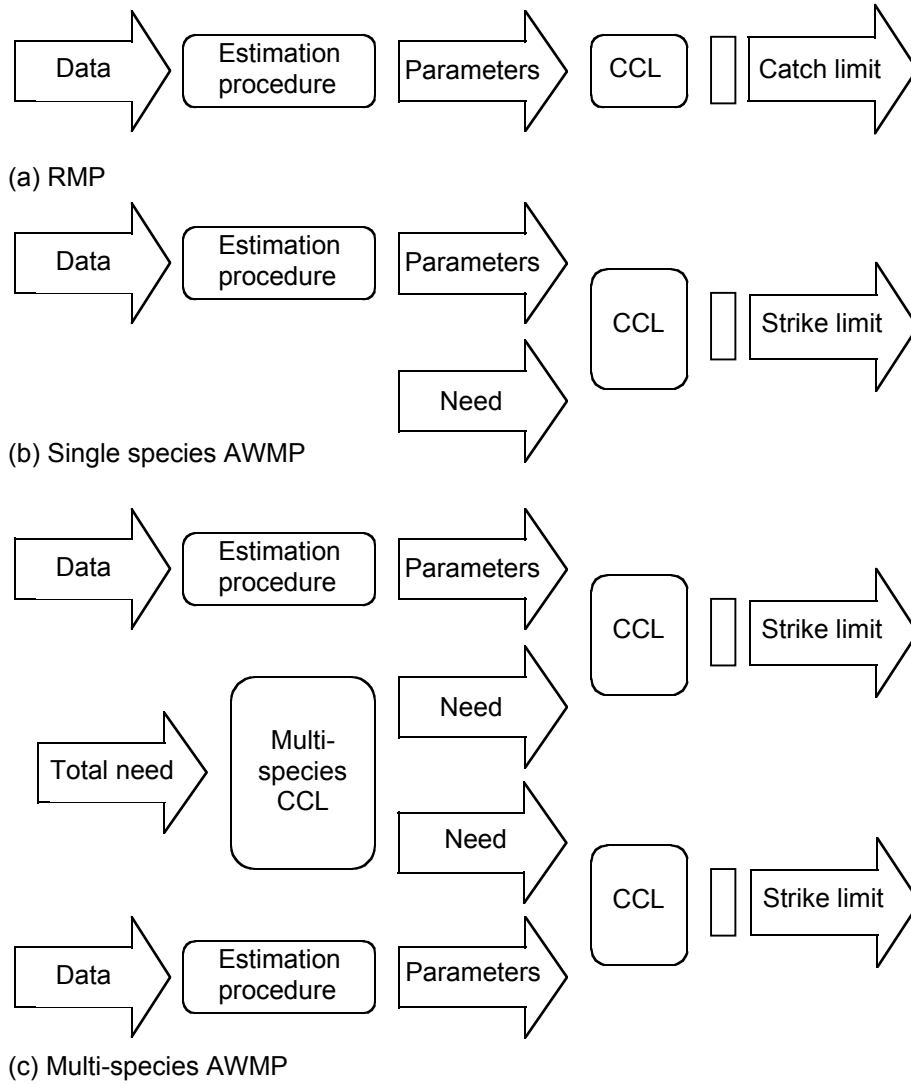 Data
Estimation
procedure
Parameters
CCL
Catch limit
(a) RMP
Data
Estimation
procedure
Parameters
CCL
Strike limit
Need
(b) Single species AWMP
Data
Estimation
procedure
Parameters
CCL
Strike limit
Need
Total need
Multi-
species
CCL
Need
CCL
Strike limit
Data
Estimation
procedure
Parameters
(c) Multi-species AWMP